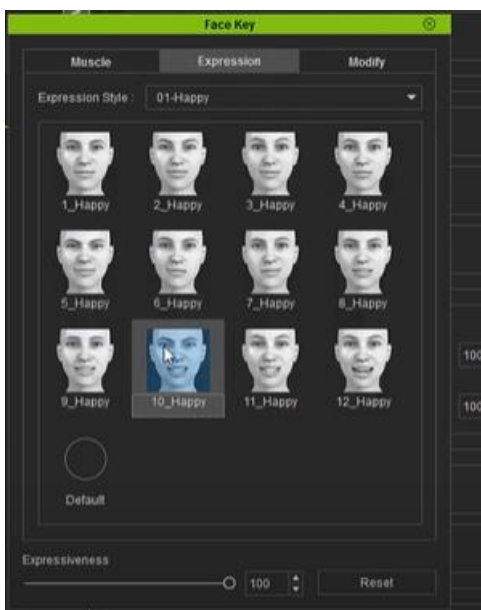 Face Key
Muscle Expression Modify
Expression Style : 01-Happy
1_Happy 2_Happy 3_Happy 4_Happy
5_Happy 6_Happy 7_Happy 8_Happy
9_Happy 10_Happy 11_Happy 12_Happy
Default
Expressiveness
100 Reset
100
100